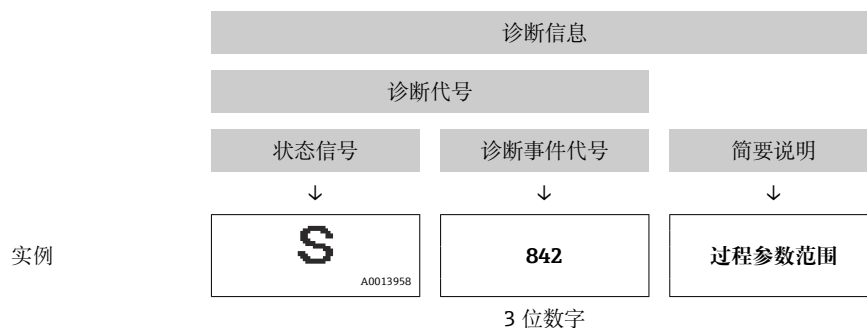 诊断信息
诊断代号
状态信号 诊断事件代号 简要说明
↓ ↓ ↓
实例 S 842 过程参数范围
A0013958
3 位数字